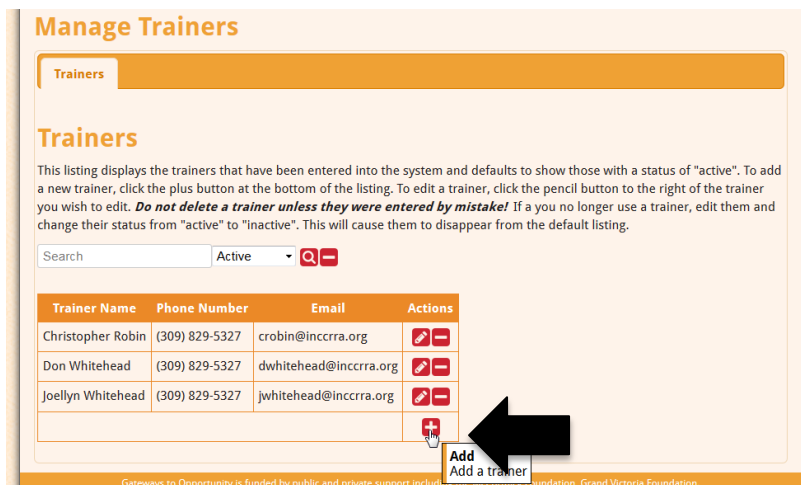 Manage Trainers
Trainers
Trainers
This listing displays the trainers that have been entered into the system and defaults to show those with a status of "active". To add
a new trainer, click the plus button at the bottom of the listing. To edit a trainer, click the pencil button to the right of the trainer
you wish to edit. Do not delete a trainer unless they were entered by mistake! If a you no longer use a trainer, edit them and
change their status from "active" to "inactive". This will cause them to disappear from the default listing.
Search Active
Trainer Name Phone Number Email Actions
Christopher Robin (309) 829-5327 crobin@inccrra.org
Don Whitehead (309) 829-5327 dwhitehead@inccrra.org
Joellyn Whitehead (309) 829-5327 jwhitehead@inccrra.org
Add
Add a trainer
Gateways to Opportunity is funded by public and private support includ Foundation, Grand Victoria Foundation